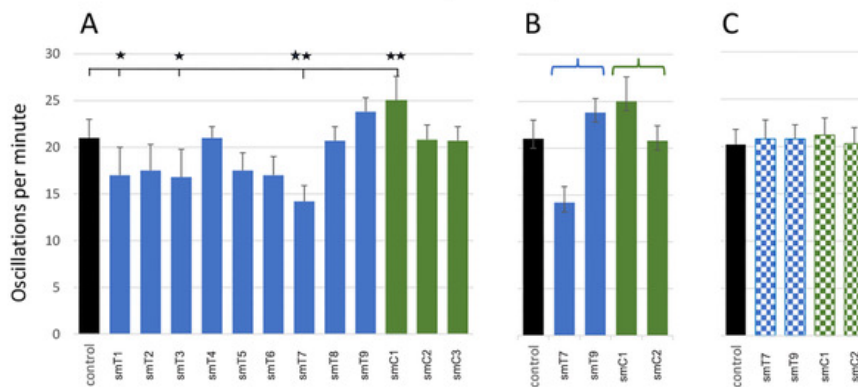 A
B
C
Oscillations per minute
30
25
20
15
10
5
0
★ ★ ★★ ★★
control smT1 smT2 smT3 smT4 smT5 smT6 smT7 smT8 smT9 smC1 smC2 smC3
control smT7 smT9 smC1 smC2
control smT7 smT9 smC1 smC2